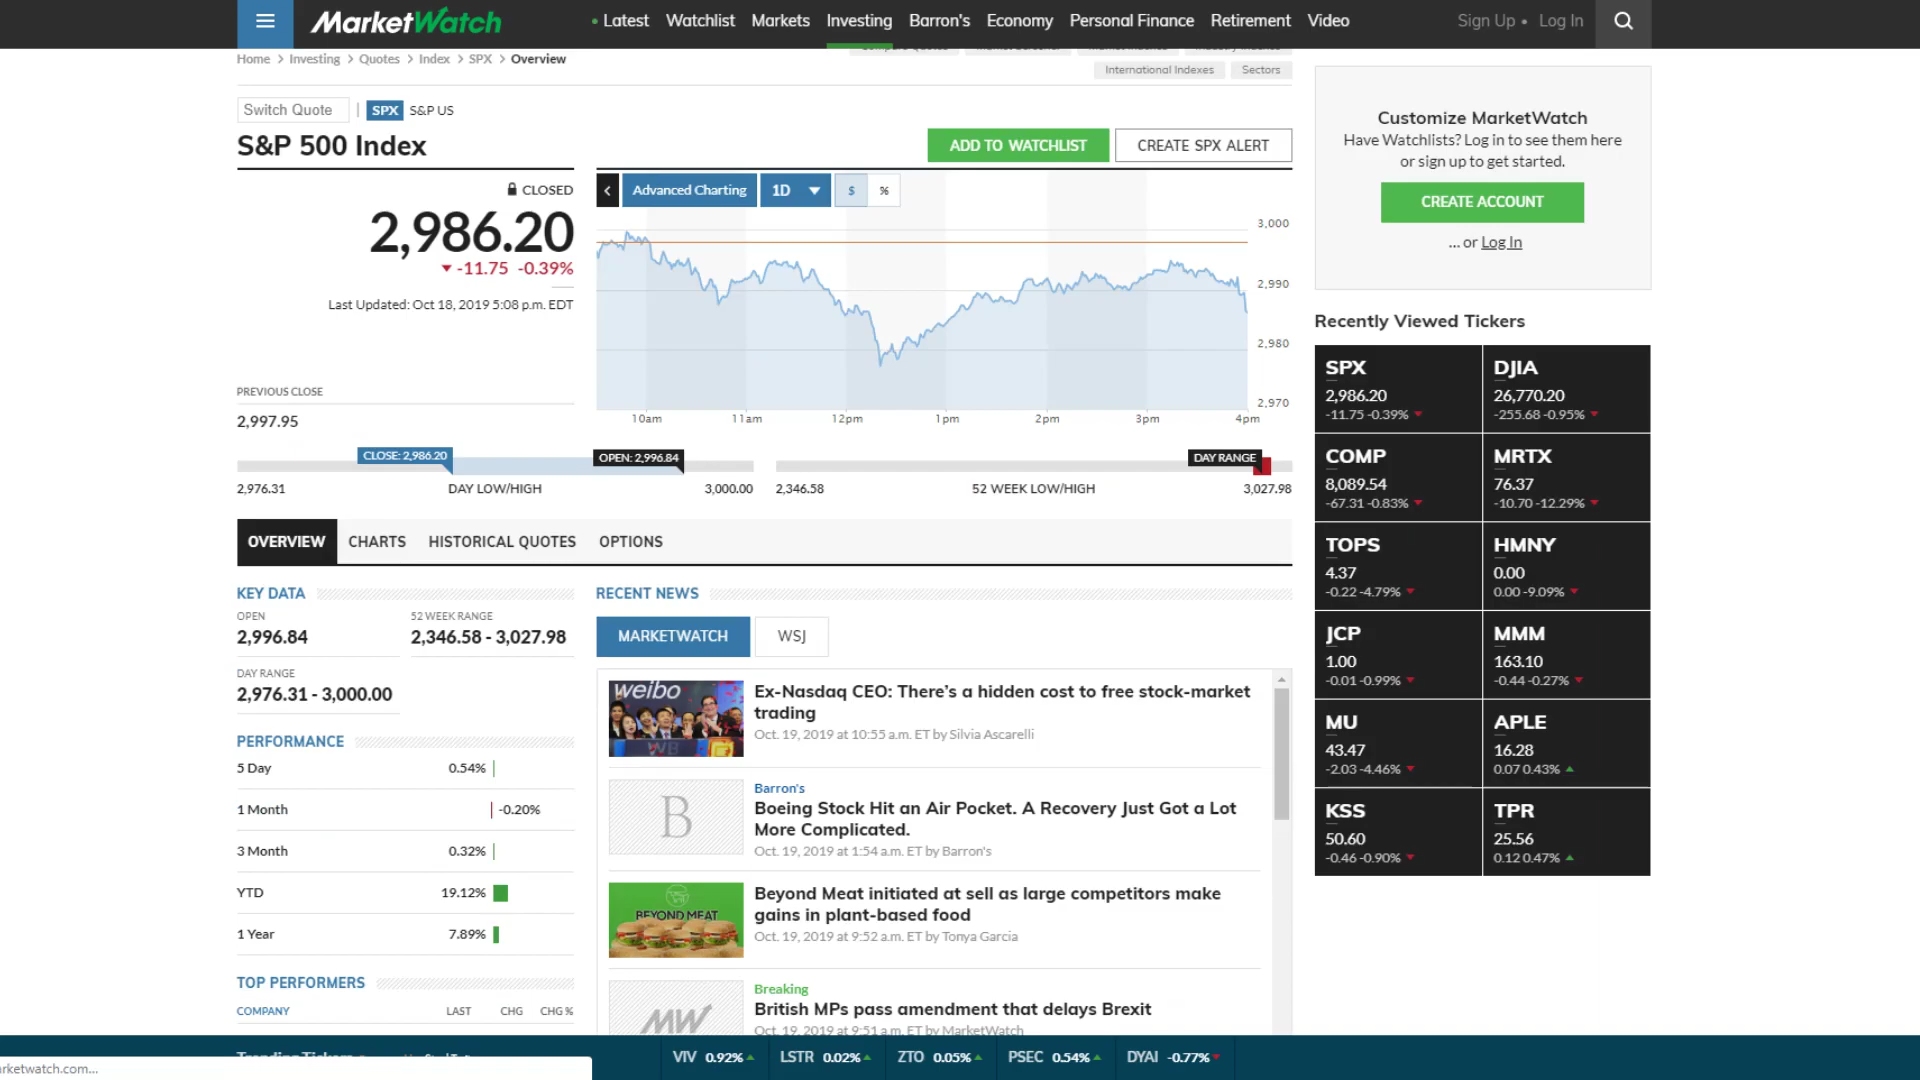 MarketWatch
Latest Watchlist Markets Investing Barron's Economy Personal Finance Retirement Video
Sign Up • Log In
Home > Investing > Quotes > Index > SPX > Overview
International Indexes Sectors
Switch Quote | SPX S&P US
S&P 500 Index
ADD TO WATCHLIST CREATE SPX ALERT
CLOSED
2,986.20
-11.75 -0.39%
Last Updated: Oct 18, 2019 5:08 p.m. EDT
PREVIOUS CLOSE
2,997.95
Advanced Charting 1D $ %
3,000
2,990
2,980
2,970
10am 11am 12pm 1pm 2pm 3pm 4pm
CLOSE: 2,986.20 OPEN: 2,996.84
2,976.31 DAY LOW/HIGH 3,000.00
DAY RANGE
2,346.58 52 WEEK LOW/HIGH 3,027.98
OVERVIEW CHARTS HISTORICAL QUOTES OPTIONS
KEY DATA
OPEN
2,996.84
52 WEEK RANGE
2,346.58 - 3,027.98
DAY RANGE
2,976.31 - 3,000.00
PERFORMANCE
5 Day 0.54%
1 Month -0.20%
3 Month 0.32%
YTD 19.12%
1 Year 7.89%
TOP PERFORMERS
COMPANY LAST CHG CHG %
RECENT NEWS
MARKETWATCH WSJ
weibo
WB
Ex-Nasdaq CEO: There's a hidden cost to free stock-market
trading
Oct. 19, 2019 at 10:55 a.m. ET by Silvia Ascarelli
B
Barron's
Boeing Stock Hit an Air Pocket. A Recovery Just Got a Lot
More Complicated.
Oct. 19, 2019 at 1:54 a.m. ET by Barron's
BEYOND MEAT
Beyond Meat initiated at sell as large competitors make
gains in plant-based food
Oct. 19, 2019 at 9:52 a.m. ET by Tonya Garcia
MW
Breaking
British MPs pass amendment that delays Brexit
Oct. 19, 2019 at 9:51 a.m. ET by MarketWatch
Customize MarketWatch
Have Watchlists? Log in to see them here
or sign up to get started.
CREATE ACCOUNT
... or Log In
Recently Viewed Tickers
SPX
2,986.20
-11.75 -0.39%
DJIA
26,770.20
-255.68 -0.95%
COMP
8,089.54
-67.31 -0.83%
MRTX
76.37
-10.70 -12.29%
TOPS
4.37
-0.22 -4.79%
HMNY
0.00
0.00 -9.09%
JCP
1.00
-0.01 -0.99%
MMM
163.10
-0.44 -0.27%
MU
43.47
-2.03 -4.46%
APLE
16.28
0.07 0.43%
KSS
50.60
-0.46 -0.90%
TPR
25.56
0.12 0.47%
VIV 0.92% LSTR 0.02% ZTO 0.05% PSEC 0.54% DYAI -0.77%
rketwatch.com...